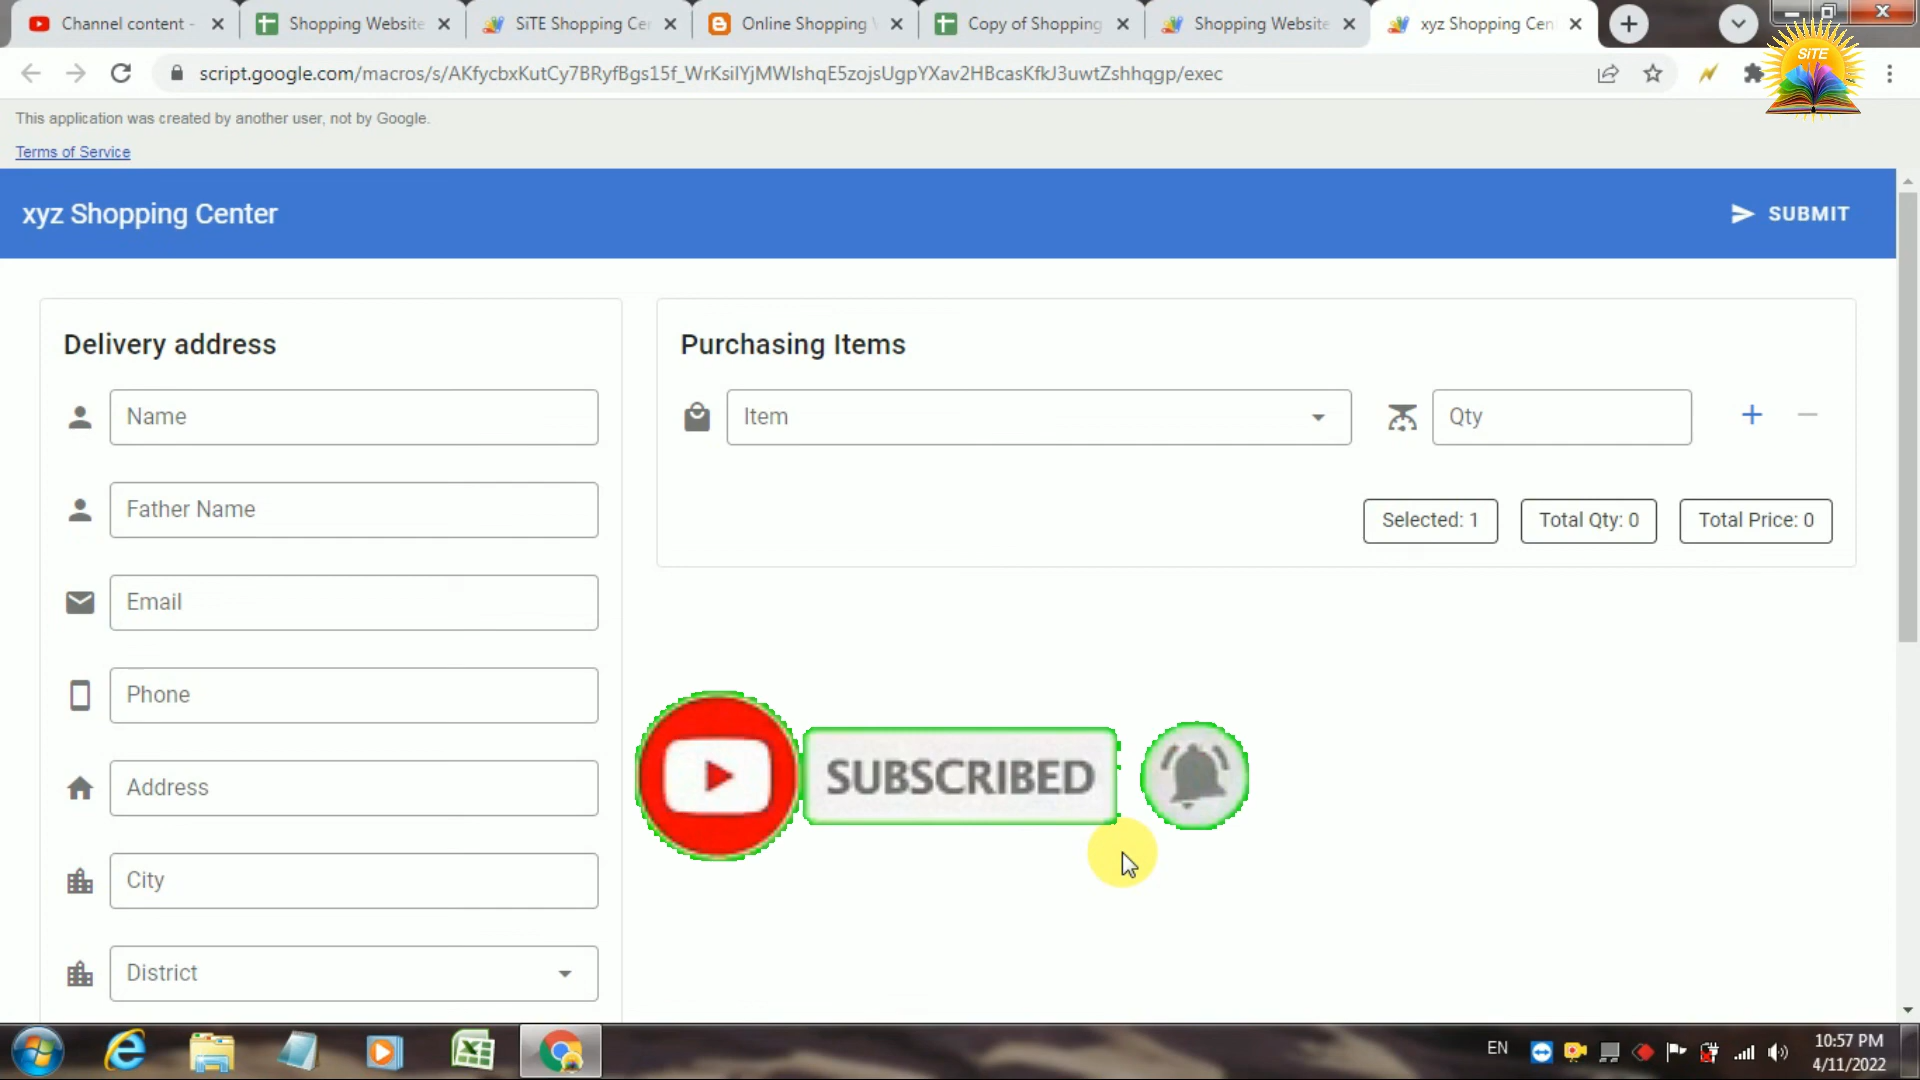 Channel content -
Shopping Website
SiTE Shopping Ce
Online Shopping
Copy of Shopping
Shopping Website
xyz Shopping Cen
script.google.com/macros/s/AKfycbxKutCy7BRyfBgs15f_WrKsiIYjMWIshqE5zojsUgpYXav2HBcasKfkJ3uwtZshhqgp/exec
SITE
This application was created by another user, not by Google.
Terms of Service
xyz Shopping Center
SUBMIT
Delivery address
Name
Father Name
Email
Phone
Address
City
District
Purchasing Items
Item
Qty
Selected: 1
Total Qty: 0
Total Price: 0
SUBSCRIBED
EN
10:57 PM
4/11/2022